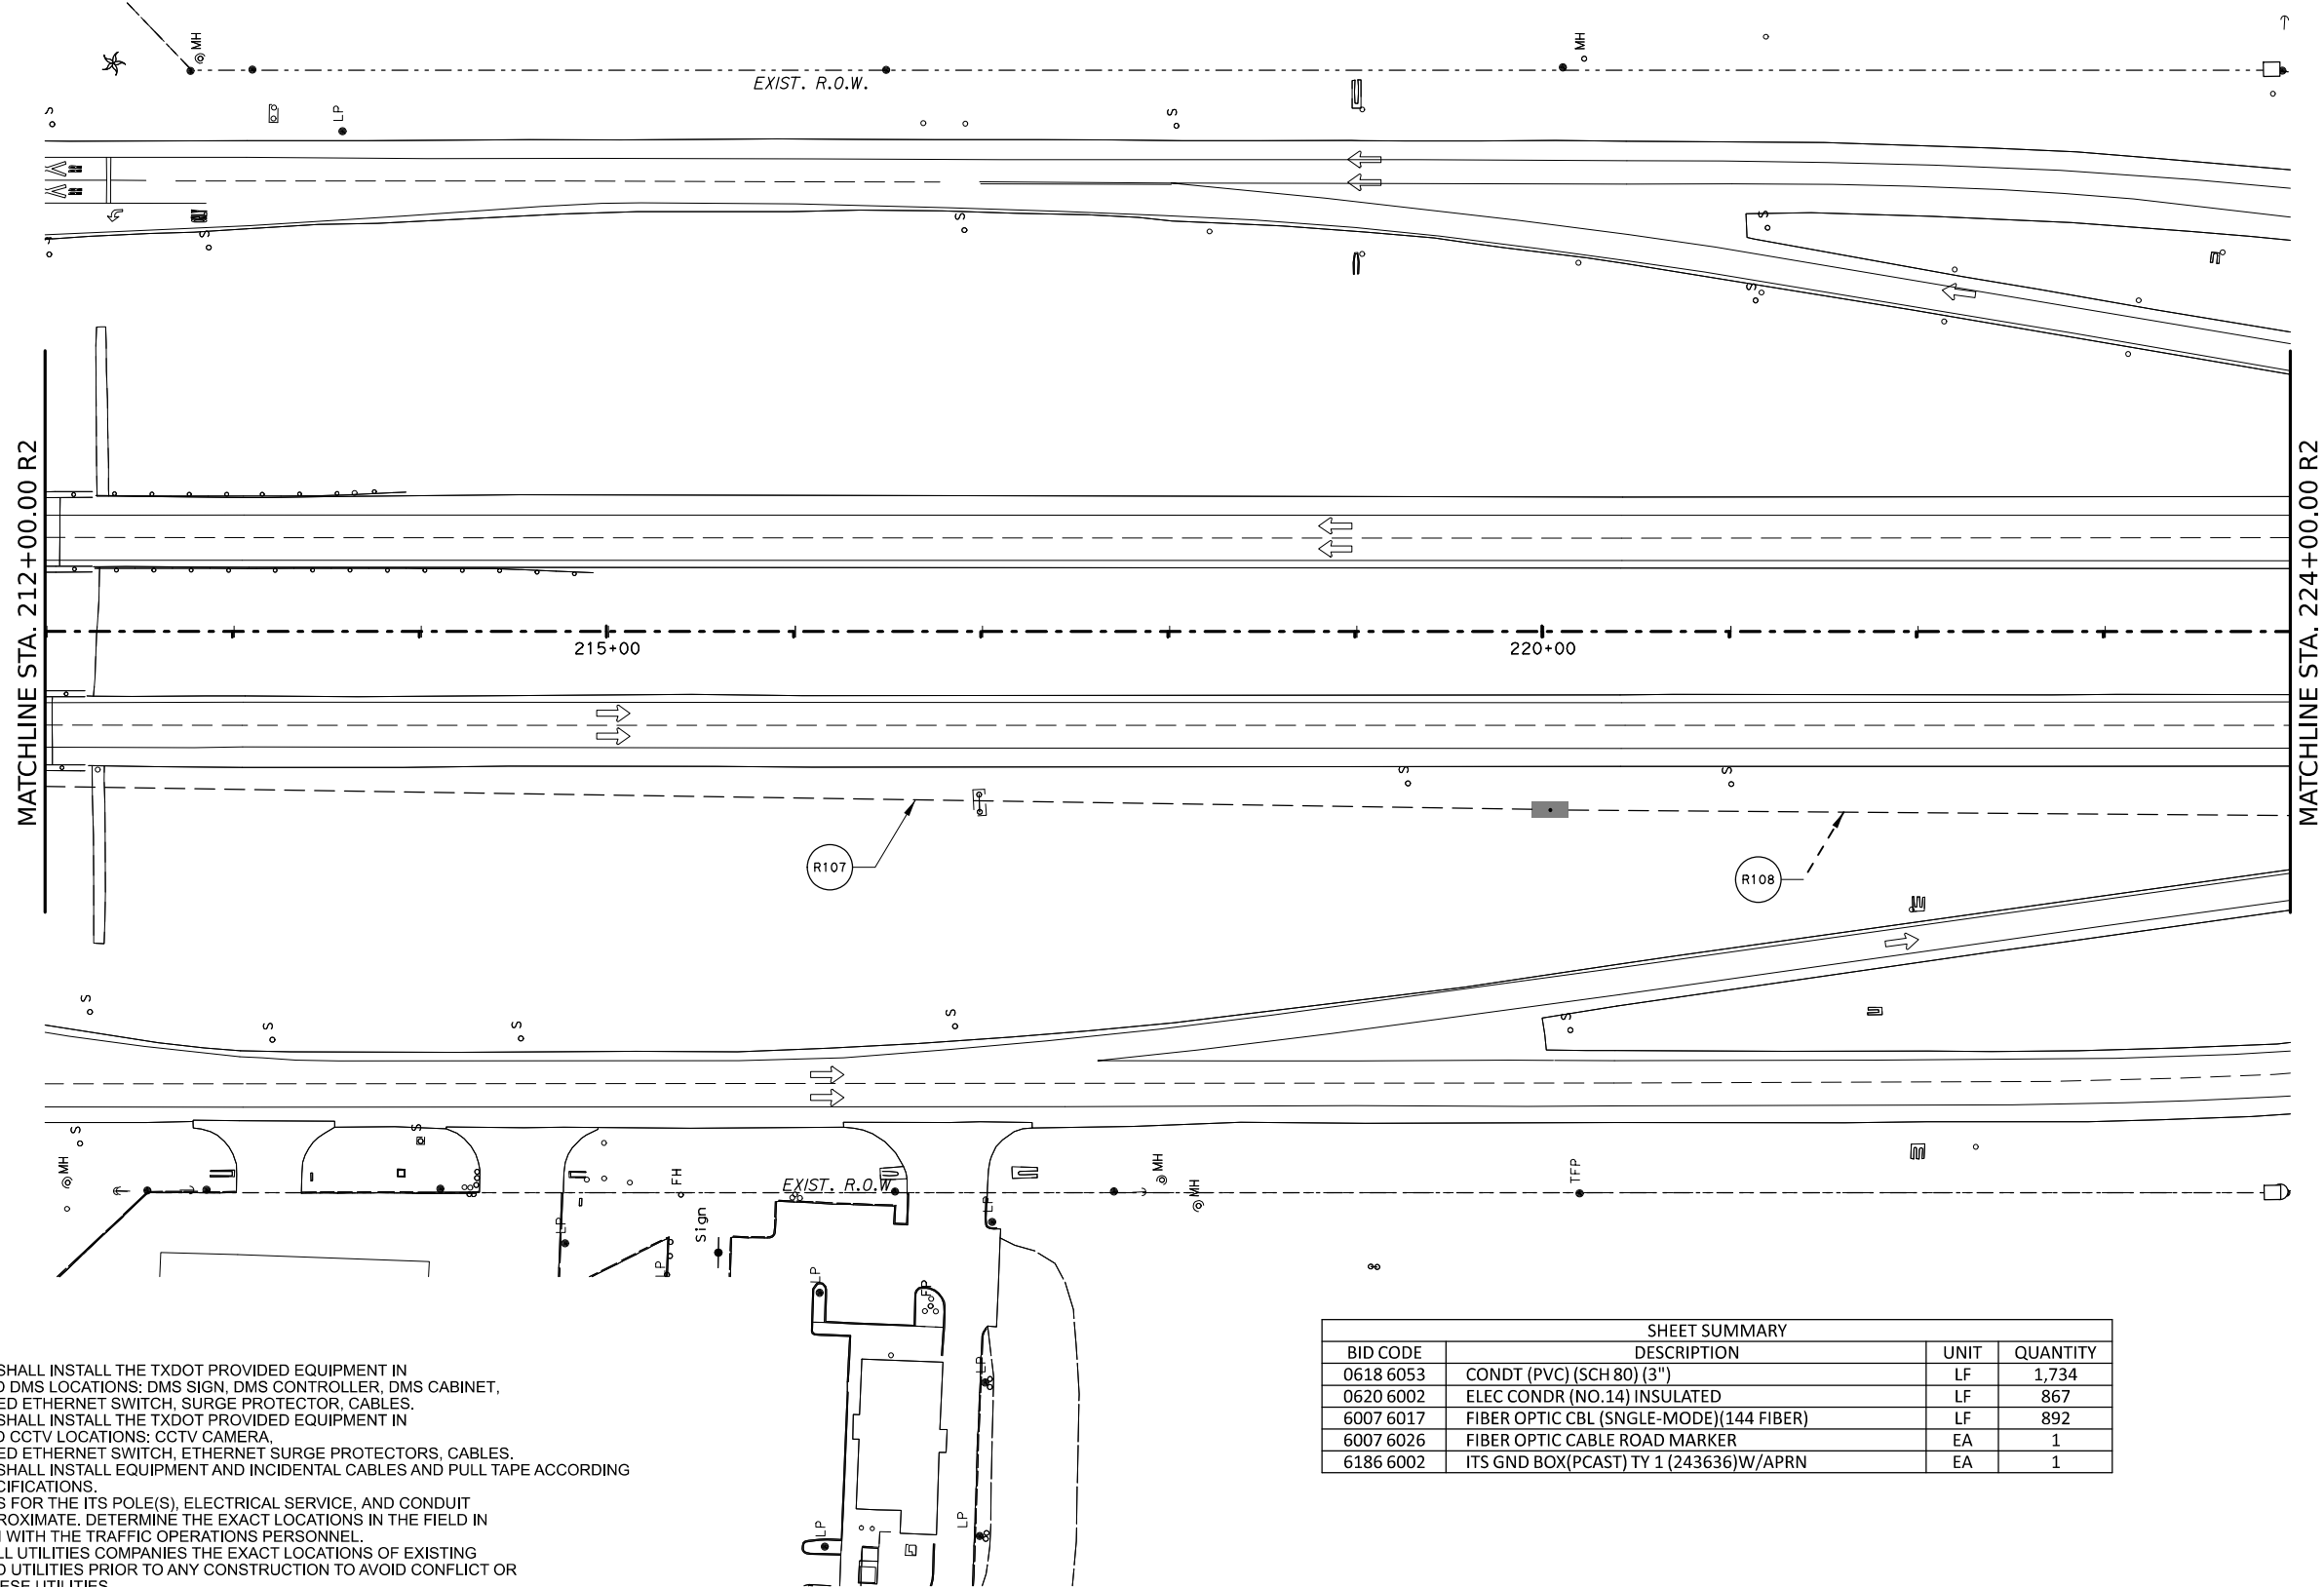 MH
MH
EXIST. R.O.W.
S
LP
S
S
S
S
S
MATCHLINE STA. 212+00.00 R2
MATCHLINE STA. 224+00.00 R2
215+00
220+00
S
S
R107
R108
S
S
S
S
S
S
S
MH
FH
EXIST. R.O.W.
MH
MH
TFP
LP
Sign
LP
LP
LP
FP
LP
LP
LP
SHALL INSTALL THE TXDOT PROVIDED EQUIPMENT IN
D DMS LOCATIONS: DMS SIGN, DMS CONTROLLER, DMS CABINET,
ED ETHERNET SWITCH, SURGE PROTECTOR, CABLES.
SHALL INSTALL THE TXDOT PROVIDED EQUIPMENT IN
D CCTV LOCATIONS: CCTV CAMERA,
ED ETHERNET SWITCH, ETHERNET SURGE PROTECTORS, CABLES.
SHALL INSTALL EQUIPMENT AND INCIDENTAL CABLES AND PULL TAPE ACCORDING
CIFICATIONS.
S FOR THE ITS POLE(S), ELECTRICAL SERVICE, AND CONDUIT
ROXIMATE. DETERMINE THE EXACT LOCATIONS IN THE FIELD IN
N WITH THE TRAFFIC OPERATIONS PERSONNEL.
LL UTILITIES COMPANIES THE EXACT LOCATIONS OF EXISTING
D UTILITIES PRIOR TO ANY CONSTRUCTION TO AVOID CONFLICT OR
ESE UTILITIES
SHEET SUMMARY
BID CODE DESCRIPTION UNIT QUANTITY
0618 6053 CONDT (PVC) (SCH 80) (3") LF 1,734
0620 6002 ELEC CONDR (NO.14) INSULATED LF 867
6007 6017 FIBER OPTIC CBL (SNGLE-MODE)(144 FIBER) LF 892
6007 6026 FIBER OPTIC CABLE ROAD MARKER EA 1
6186 6002 ITS GND BOX(PCAST) TY 1 (243636)W/APRN EA 1